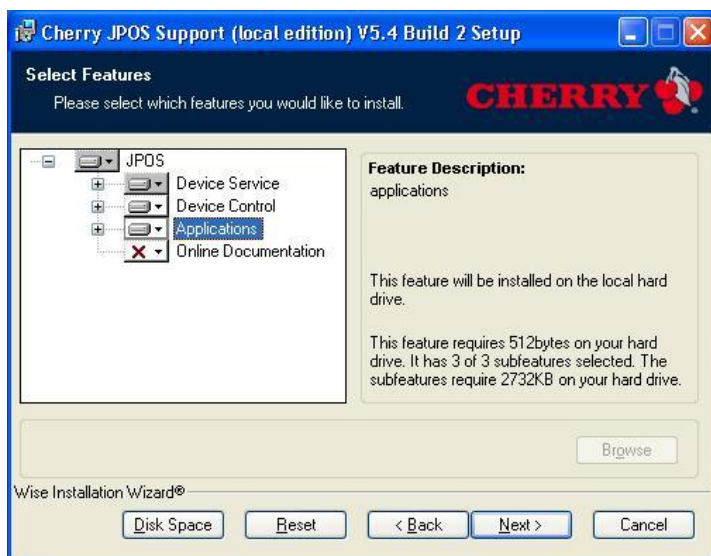 Cherry JPOS Support (local edition) V5.4 Build 2 Setup
Select Features
Please select which features you would like to install.
CHERRY
JPOS
Device Service
Device Control
Applications
Online Documentation
Feature Description:
applications
This feature will be installed on the local hard
drive.
This feature requires 512bytes on your hard
drive. It has 3 of 3 subfeatures selected. The
subfeatures require 2732KB on your hard drive.
Browse
Wise Installation Wizard®
Disk Space
Reset
< Back
Next >
Cancel